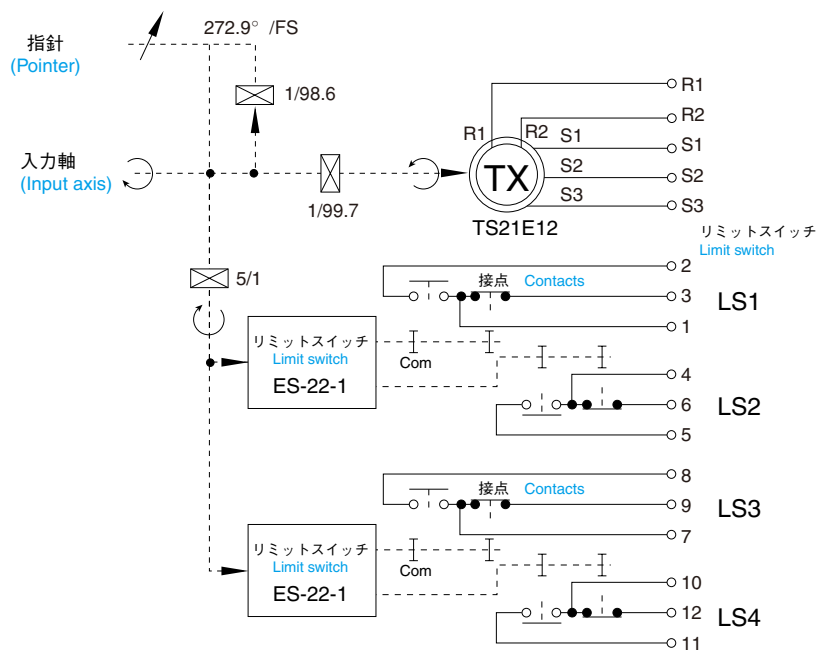 指針
(Pointer)
272.9° /FS
1/98.6
入力軸
(Input axis)
1/99.7
R1
R2
S1
S2
S3
TX
TS21E12
R1
R2
S1
S2
S3
リミットスイッチ
Limit switch
5/1
リミットスイッチ
Limit switch
ES-22-1
Com
接点 Contacts
2
3
1
LS1
4
6
5
LS2
リミットスイッチ
Limit switch
ES-22-1
Com
接点 Contacts
8
9
7
LS3
10
12
11
LS4